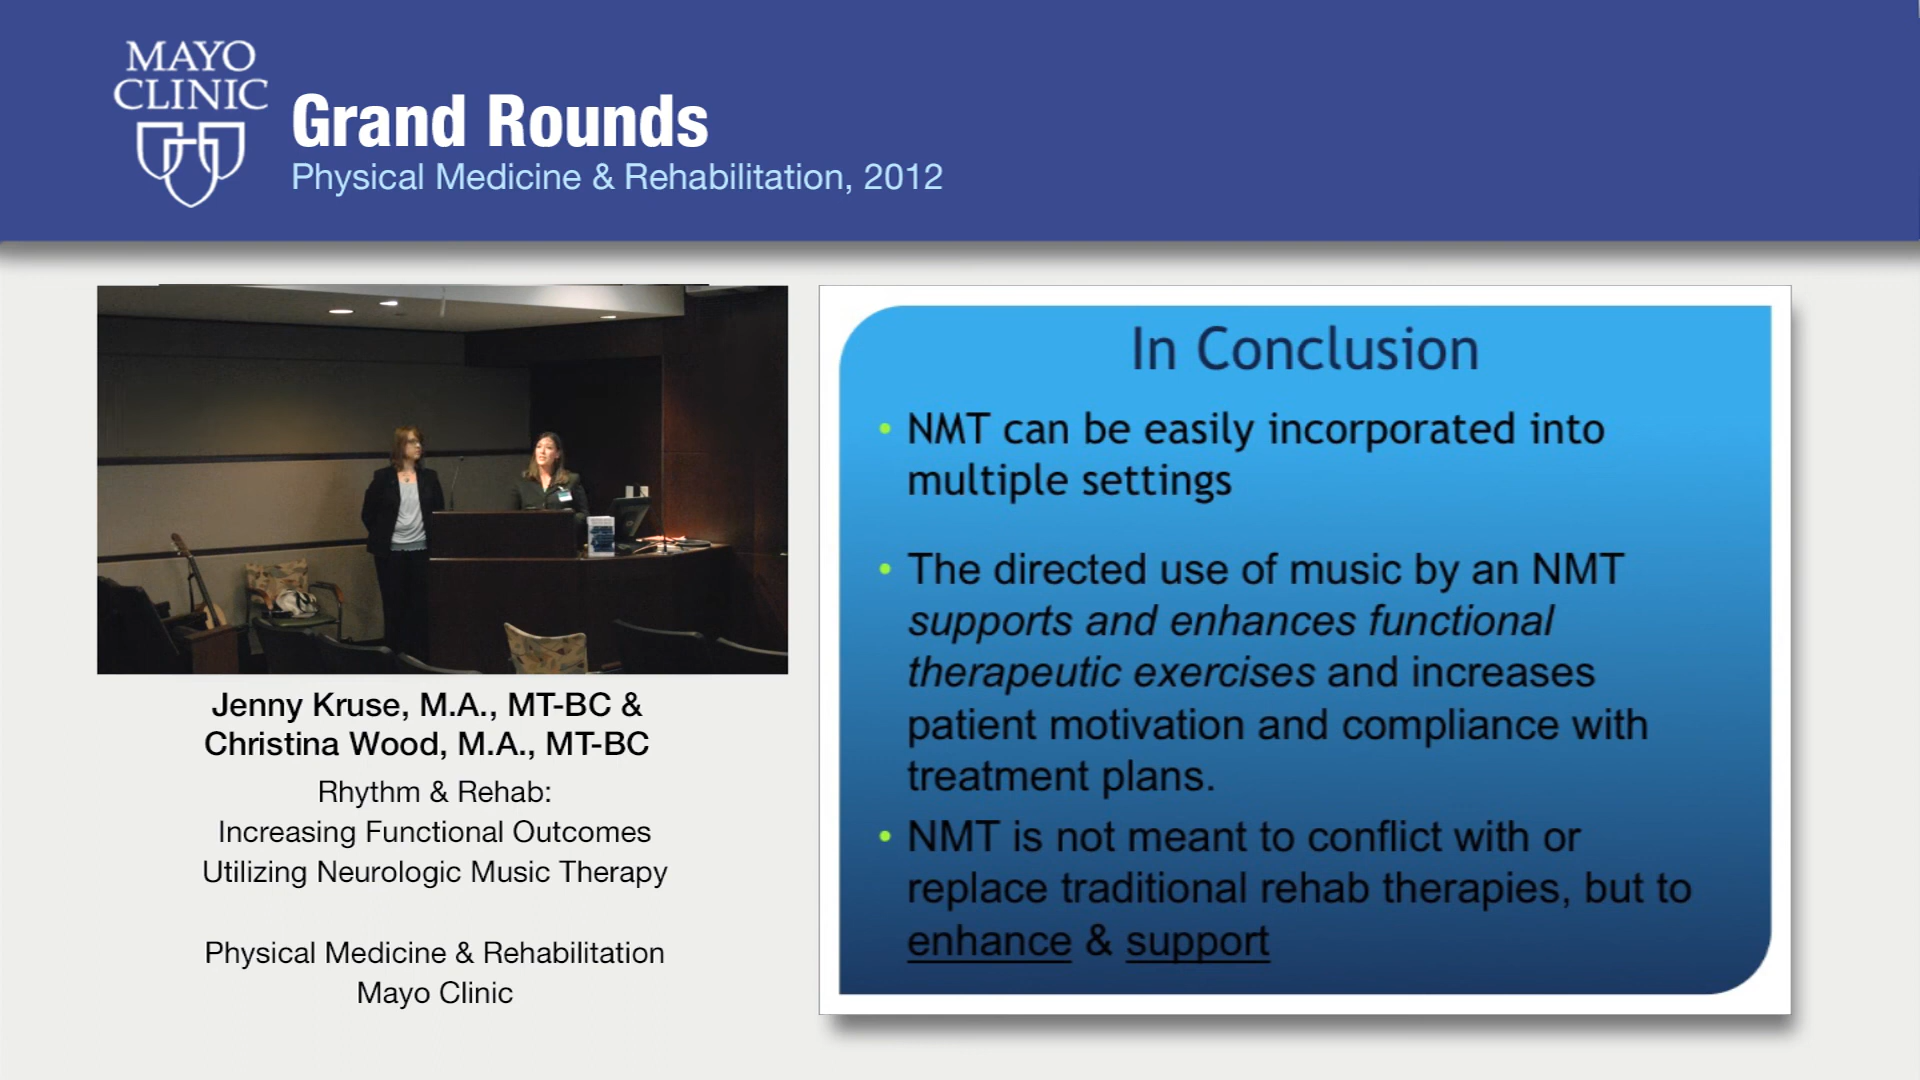 MAYO
CLINIC
Grand Rounds
Physical Medicine & Rehabilitation, 2012
Jenny Kruse, M.A., MT-BC &
Christina Wood, M.A., MT-BC
Rhythm & Rehab:
Increasing Functional Outcomes
Utilizing Neurologic Music Therapy
Physical Medicine & Rehabilitation
Mayo Clinic
In Conclusion
• NMT can be easily incorporated into
multiple settings
• The directed use of music by an NMT
supports and enhances functional
therapeutic exercises and increases
patient motivation and compliance with
treatment plans.
• NMT is not meant to conflict with or
replace traditional rehab therapies, but to
enhance & support